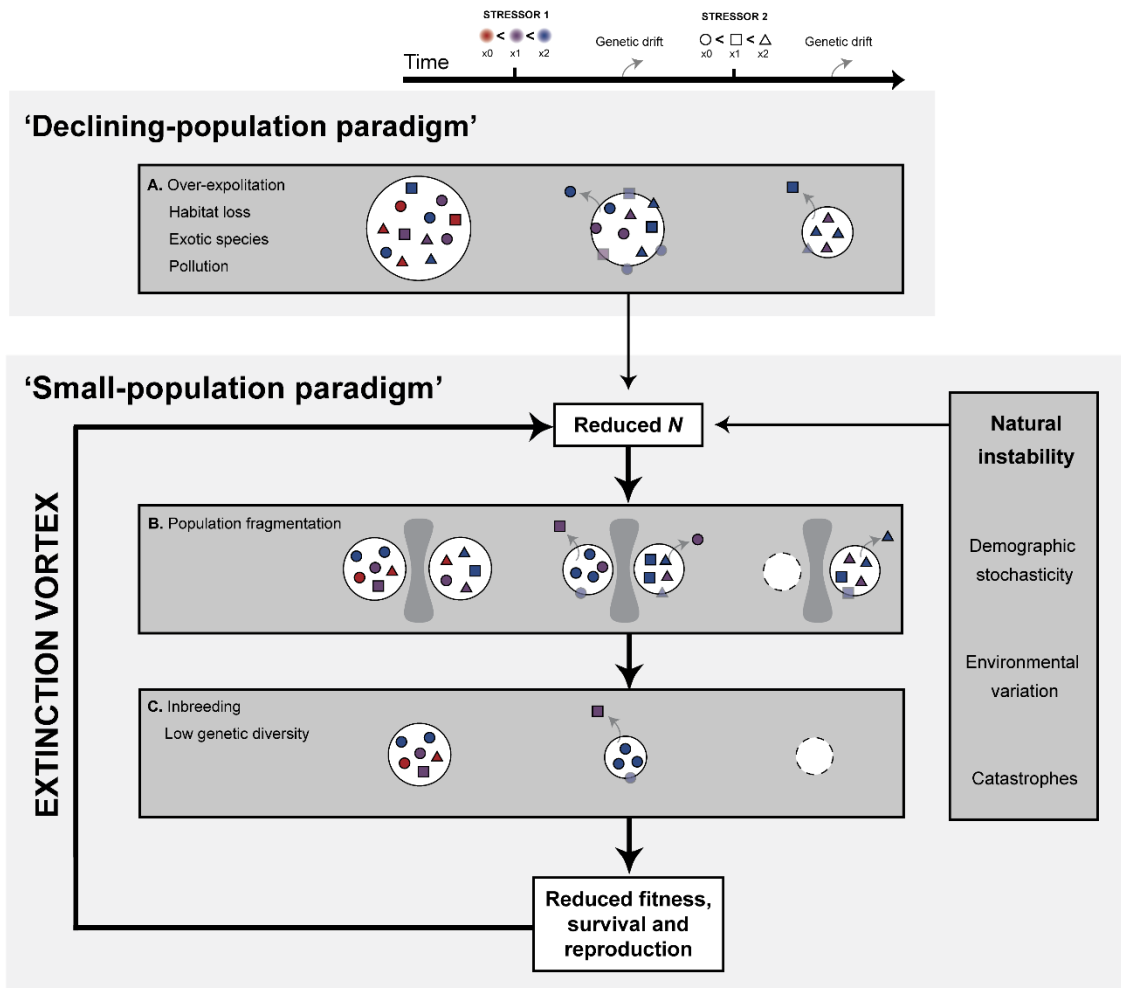 STRESSOR 1
< <
x0 x1 x2
Genetic drift
STRESSOR 2
< <
x0 x1 x2
Genetic drift
Time
‘Declining-population paradigm’
A. Over-expolitation
Habitat loss
Exotic species
Pollution
‘Small-population paradigm’
Reduced N
Natural
instability
Demographic
stochasticity
Environmental
variation
Catastrophes
EXTINCTION VORTEX
B. Population fragmentation
C. Inbreeding
Low genetic diversity
Reduced fitness,
survival and
reproduction